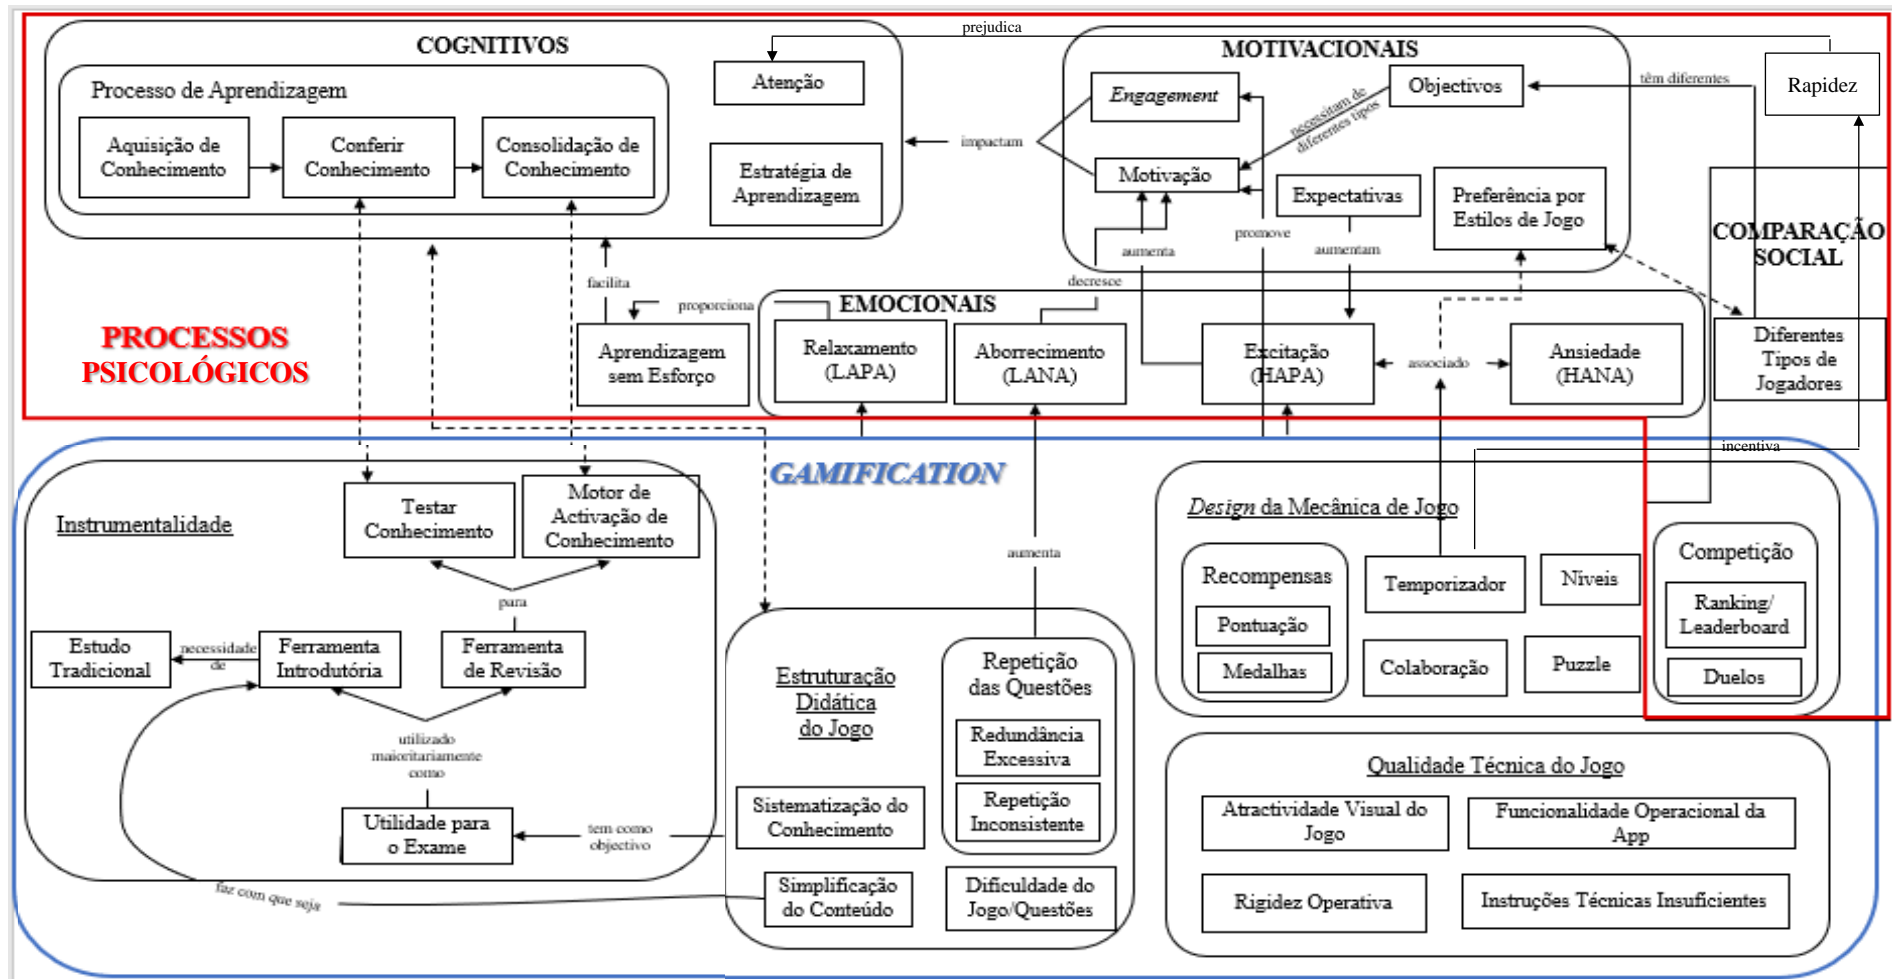 prejudica
COGNITIVOS
MOTIVACIONAIS
Processo de Aprendizagem
Aquisição de
Conhecimento
Conferir
Conhecimento
Consolidação de
Conhecimento
Atenção
Estratégia de
Aprendizagem
impactam
Engagement
Motivação
Objectivos
necessitam de
diferentes tipos
têm diferentes
Rapidez
Expectativas
Preferência por
Estilos de Jogo
COMPARAÇÃO
SOCIAL
aumenta
promove
aumentam
decresce
facilita
proporciona
EMOCIONAIS
PROCESSOS
PSICOLÓGICOS
Aprendizagem
sem Esforço
Relaxamento
(LAPA)
Aborrecimento
(LANA)
Excitação
(HAPA)
associado
Ansiedade
(HANA)
Diferentes
Tipos de
Jogadores
incentiva
GAMIFICATION
Instrumentalidade
Testar
Conhecimento
Motor de
Activação de
Conhecimento
para
Estudo
Tradicional
necessidade
de
Ferramenta
Introdutória
Ferramenta
de Revisão
utilizado
maioritariamente
como
Utilidade para
o Exame
tem como
objectivo
faz com que seja
aumenta
Estruturação
Didática
do Jogo
Repetição
das Questões
Redundância
Excessiva
Repetição
Inconsistente
Sistematização do
Conhecimento
Simplificação
do Conteúdo
Dificuldade do
Jogo/Questões
Design da Mecânica de Jogo
Recompensas
Pontuação
Medalhas
Temporizador
Níveis
Colaboração
Puzzle
Competição
Ranking/
Leaderboard
Duelos
Qualidade Técnica do Jogo
Atractividade Visual do
Jogo
Funcionalidade Operacional da
App
Rigidez Operativa
Instruções Técnicas Insuficientes